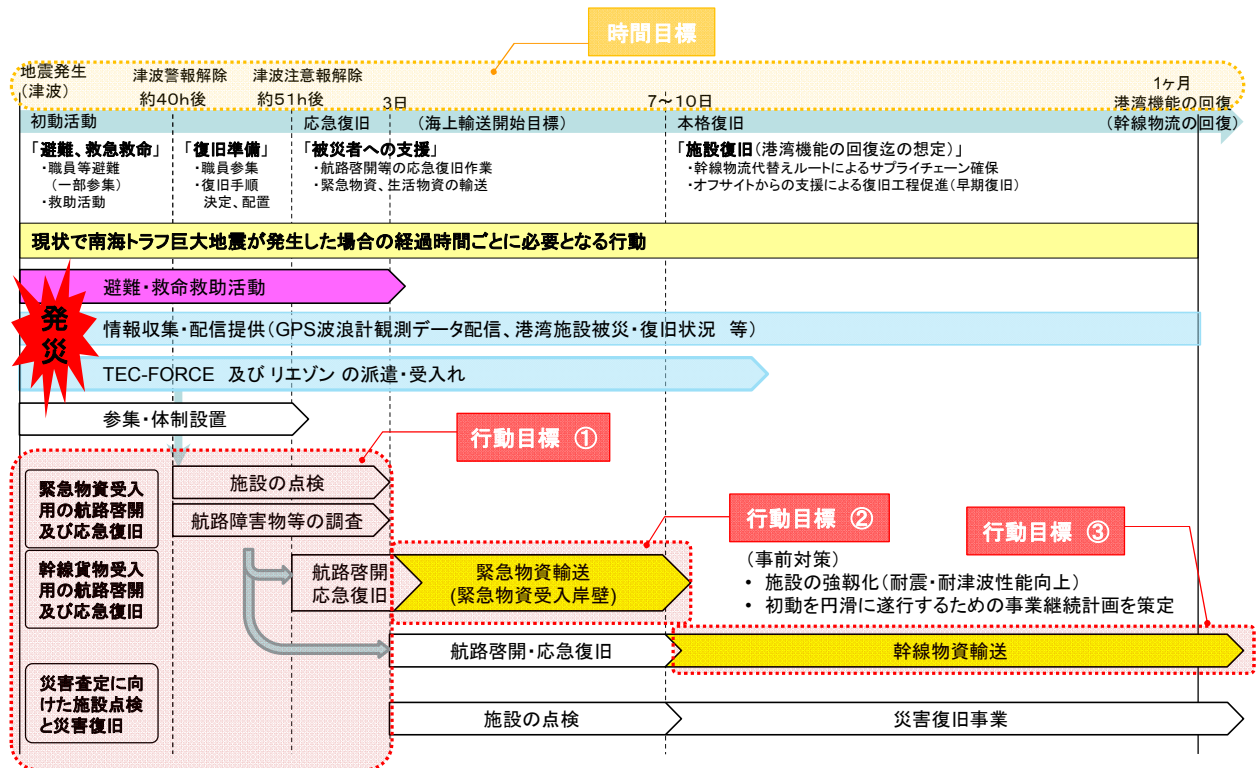 時間目標
地震発生
(津波)
津波警報解除
約40h後
津波注意報解除
約51h後
3日
7～10日
1ヶ月
港湾機能の回復
(幹線物流の回復)
初動活動
応急復旧
(海上輸送開始目標)
本格復旧
「避難、救急救命」
・職員等避難
(一部参集)
・救助活動
「復旧準備」
・職員参集
・復旧手順
決定、配置
「被災者への支援」
・航路啓開等の応急復旧作業
・緊急物資、生活物資の輸送
「施設復旧(港湾機能の回復迄の想定)」
・幹線物流代替えルートによるサプライチェーン確保
・オフサイトからの支援による復旧工程促進(早期復旧)
現状で南海トラフ巨大地震が発生した場合の経過時間ごとに必要となる行動
発災
避難・救命救助活動
情報収集・配信提供(GPS波浪計観測データ配信、港湾施設被災・復旧状況 等)
TEC-FORCE 及び リエゾン の派遣・受入れ
参集・体制設置
行動目標 ①
緊急物資受入
用の航路啓開
及び応急復旧
施設の点検
航路障害物等の調査
行動目標 ②
行動目標 ③
幹線貨物受入
用の航路啓開
及び応急復旧
航路啓開
応急復旧
緊急物資輸送
(緊急物資受入岸壁)
(事前対策)
• 施設の強靱化(耐震・耐津波性能向上)
• 初動を円滑に遂行するための事業継続計画を策定
航路啓開・応急復旧
幹線物資輸送
災害査定に向
けた施設点検
と災害復旧
施設の点検
災害復旧事業